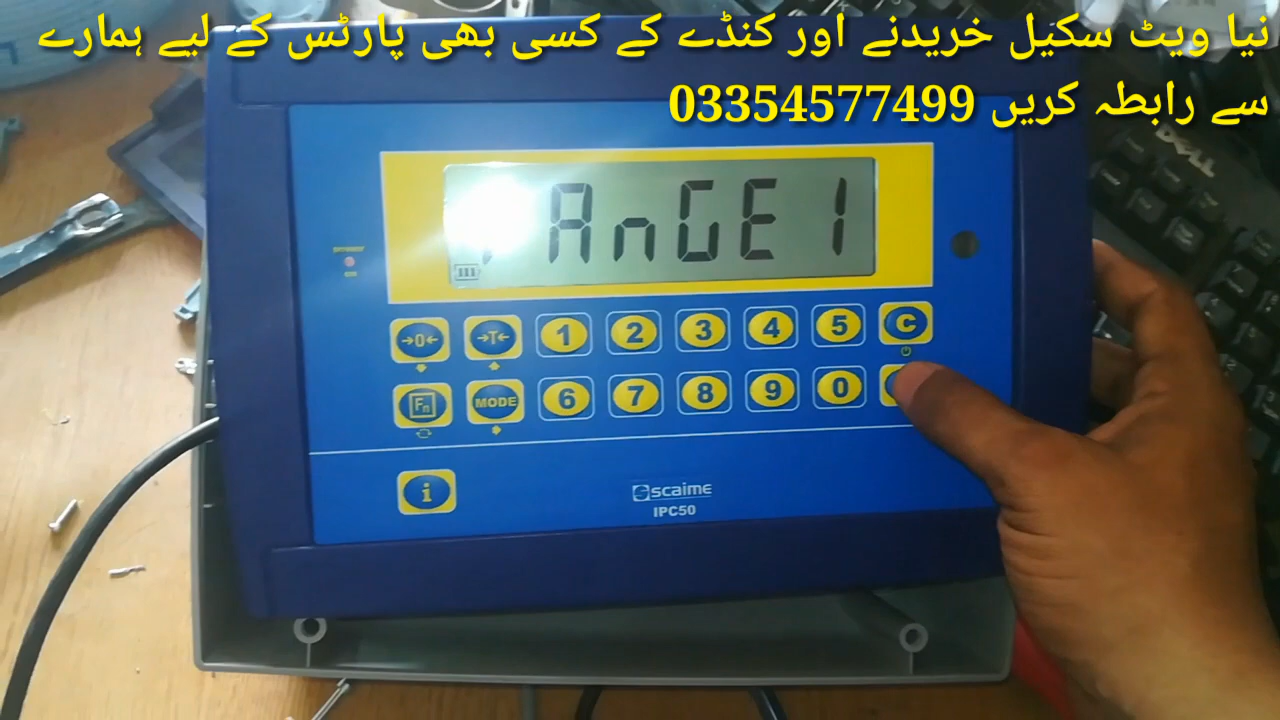 نیا ویٹ سکیل خریدنے اور کنڈے کے کسی بھی پارٹس کے لیے ہمارے
سے رابطہ کریں 03354577499
DELL
AnGE1
→0← →T← 1 2 3 4 5 C
Fn MODE 6 7 8 9 0
i
scaime
IPC50